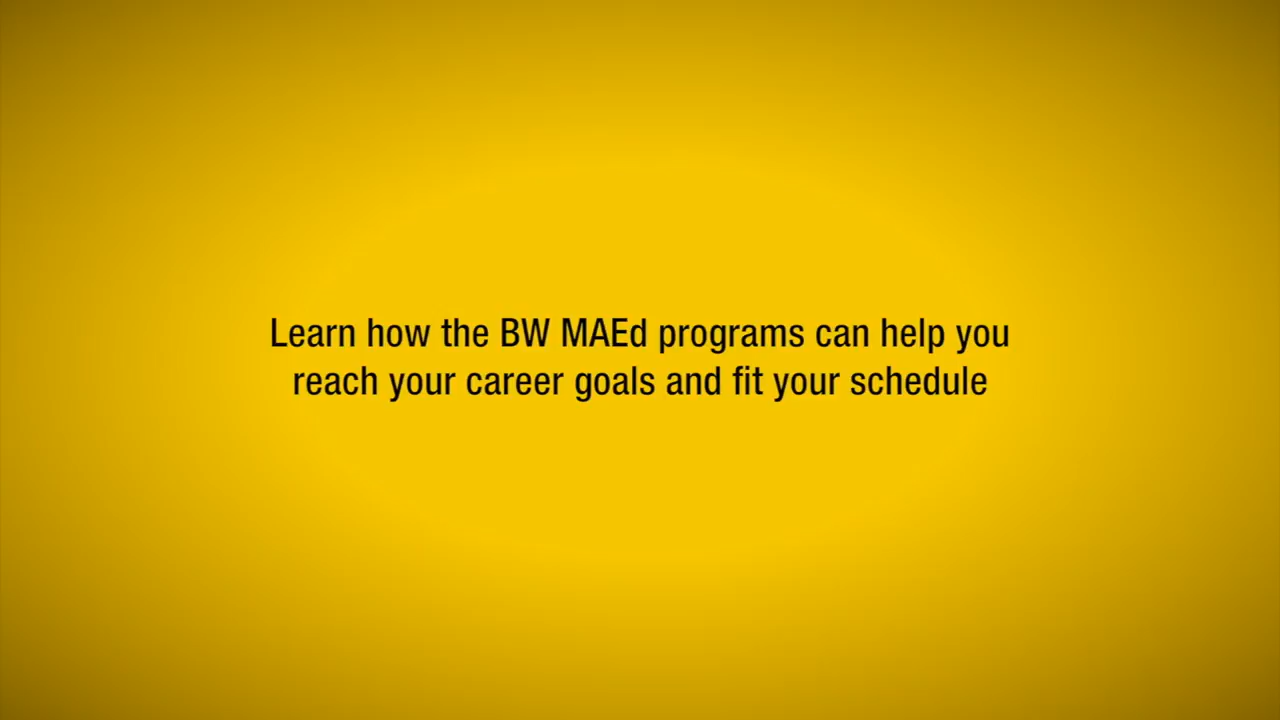 Learn how the BW MAEd programs can help you
reach your career goals and fit your schedule